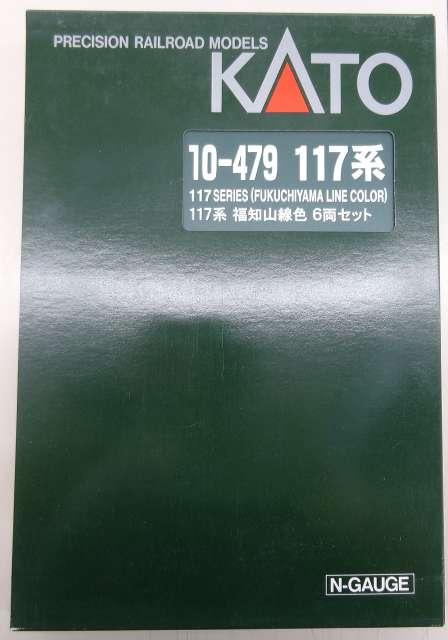 PRECISION RAILROAD MODELS
KATO
10-479 117系
117 SERIES (FUKUCHIYAMA LINE COLOR)
117系 福知山線色 6両セット
N-GAUGE